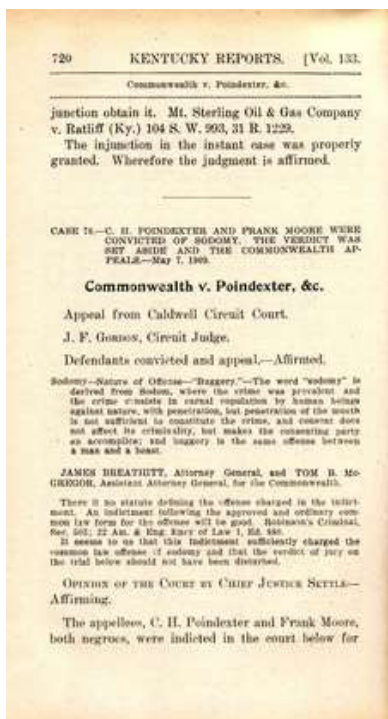 720 KENTUCKY REPORTS. [Vol. 133.
Commonwealth v. Poindexter, &c.
junction obtain it. Mt. Sterling Oil & Gas Company
v. Ratliff (Ky.) 104 S. W. 993, 31 R. 1229.
The injunction in the instant case was properly
granted. Wherefore the judgment is affirmed.
CASE 76.—C. H. POINDEXTER AND FRANK MOORE WERE
CONVICTED OF SODOMY. THE VERDICT WAS
SET ASIDE AND THE COMMONWEALTH AP-
PEALS.—May 7, 1909.
Commonwealth v. Poindexter, &c.
Appeal from Caldwell Circuit Court.
J. F. GORDON, Circuit Judge.
Defendants convicted and appeal.—Affirmed.
Sodomy—Nature of Offense—"Buggery."—The word "sodomy" is
derived from Sodom, where the crime was prevalent and
the crime consists in carnal copulation by human beings
against nature, with penetration, but penetration of the mouth
is not sufficient to constitute the crime, and consent does
not affect its criminality, but makes the consenting party
an accomplice; and buggery is the same offense between
a man and a beast.
JAMES BREATHITT, Attorney General, and TOM B. Mc-
GREGOR, Assistant Attorney General, for the Commonwealth.
There is no statute defining the offense charged in the indict-
ment. An indictment following the approved and ordinary com-
mon law form for the offense will be good. Robinson's Criminal,
Sec. 22 Am. & Eng. Ency of Law 1, Ed.
It seems to us that this indictment sufficiently charged the
common law offense of sodomy and that the verdict of jury on
the trial below should not have been disturbed.
OPINION OF THE COURT BY CHIEF JUSTICE SETTLE—
Affirming.
The appellees, C. H. Poindexter and Frank Moore,
both negroes, were indicted in the court below for